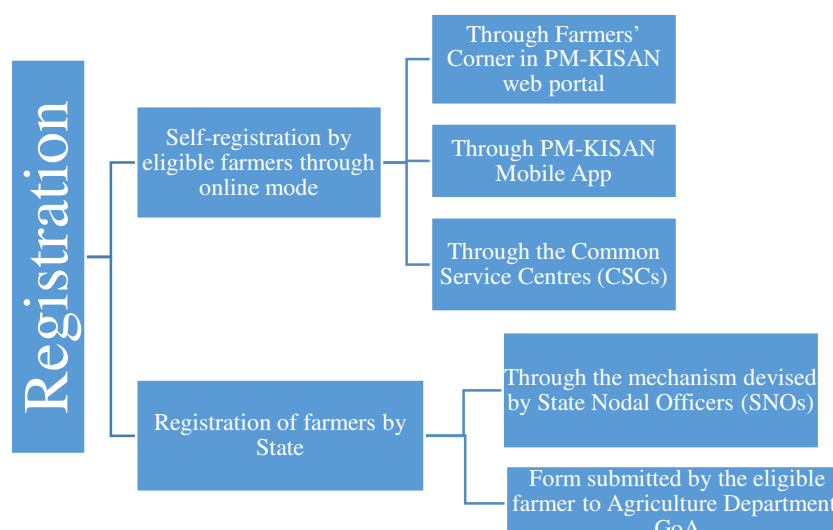 Registration
Self-registration by
eligible farmers through
online mode
Through Farmers’
Corner in PM-KISAN
web portal
Through PM-KISAN
Mobile App
Through the Common
Service Centres (CSCs)
Registration of farmers by
State
Through the mechanism devised
by State Nodal Officers (SNOs)
Form submitted by the eligible
farmer to Agriculture Department
GoA